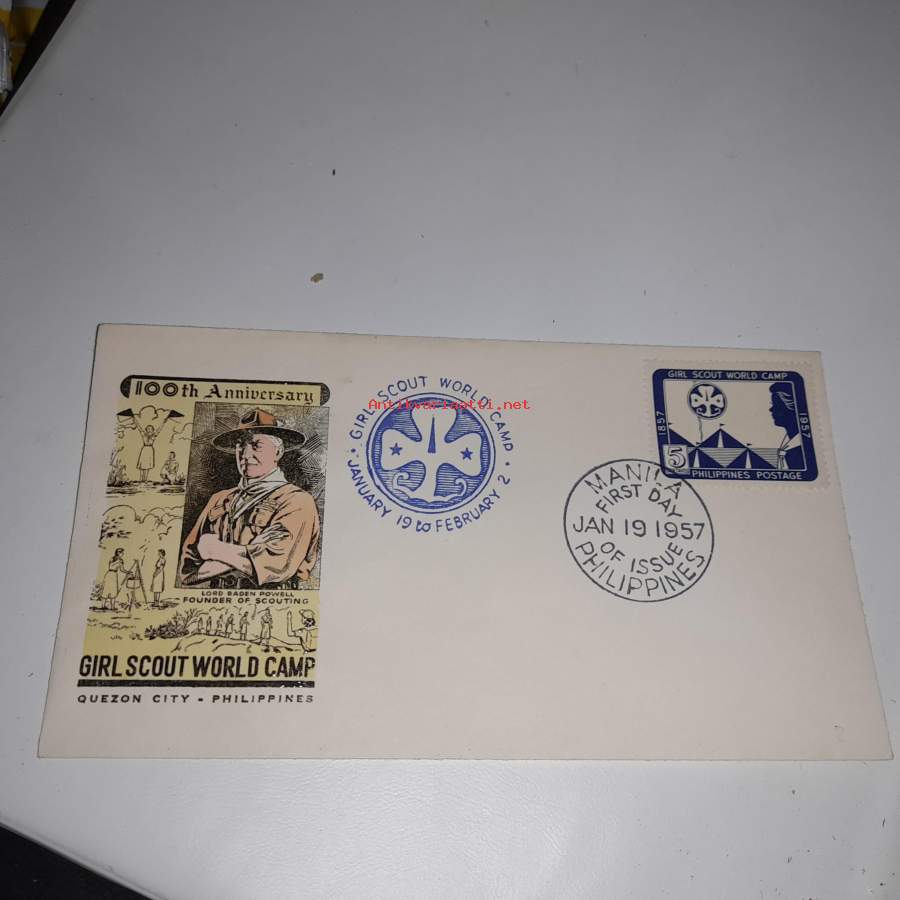 100th Anniversary
LORD BADEN POWELL
FOUNDER OF SCOUTING
GIRL SCOUT WORLD CAMP
QUEZON CITY - PHILIPPINES
GIRL SCOUT WORLD CAMP
JANUARY 19 to FEBRUARY 2
Antikvariaatti.net
GIRL SCOUT WORLD CAMP
1857
1957
5
PHILIPPINES POSTAGE
MANILA
FIRST DAY
JAN 19 1957
OF ISSUE
PHILIPPINES